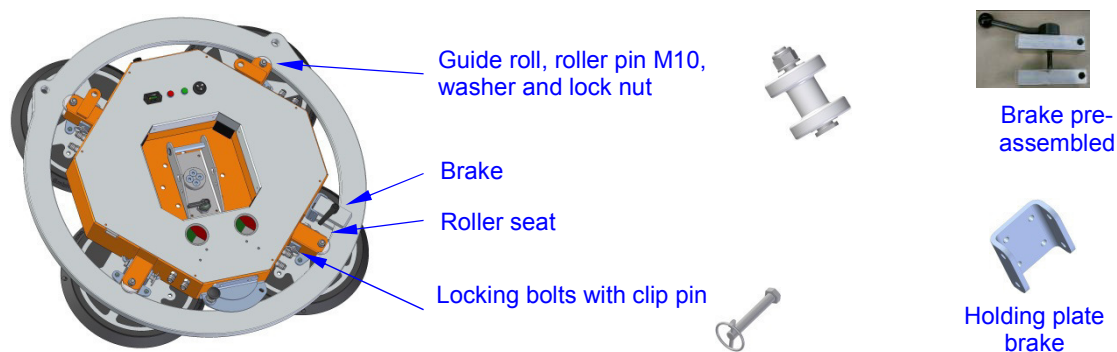 Guide roll, roller pin M10,
washer and lock nut
Brake
Roller seat
Locking bolts with clip pin
Brake pre-
assembled
Holding plate
brake